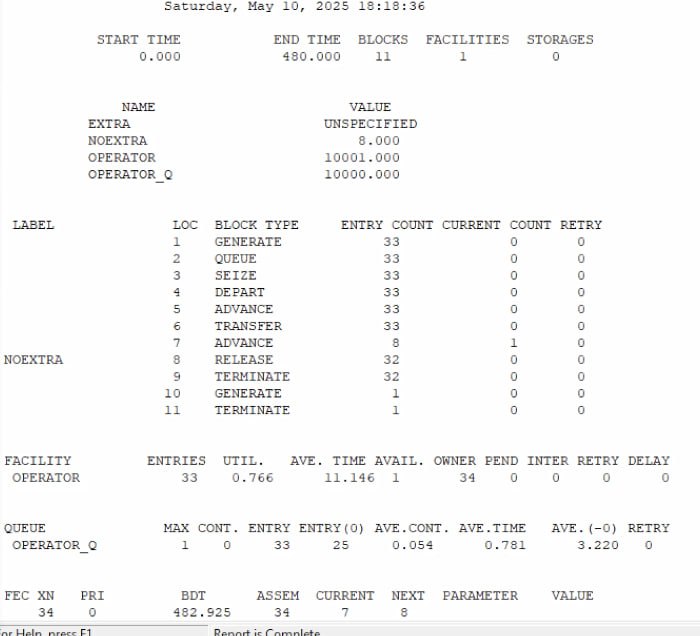 Saturday, May 10, 2025 18:18:36
START TIME END TIME BLOCKS FACILITIES STORAGES
0.000 480.000 11 1 0
NAME VALUE
EXTRA UNSPECIFIED
NOEXTRA 8.000
OPERATOR 10001.000
OPERATOR_Q 10000.000
LABEL LOC BLOCK TYPE ENTRY COUNT CURRENT COUNT RETRY
1 GENERATE 33 0 0
2 QUEUE 33 0 0
3 SEIZE 33 0 0
4 DEPART 33 0 0
5 ADVANCE 33 0 0
6 TRANSFER 33 0 0
7 ADVANCE 8 1 0
NOEXTRA 8 RELEASE 32 0 0
9 TERMINATE 32 0 0
10 GENERATE 1 0 0
11 TERMINATE 1 0 0
FACILITY ENTRIES UTIL. AVE. TIME AVAIL. OWNER PEND INTER RETRY DELAY
OPERATOR 33 0.766 11.146 1 34 0 0 0 0
QUEUE MAX CONT. ENTRY ENTRY(0) AVE.CONT. AVE.TIME AVE.(-0) RETRY
OPERATOR_Q 1 0 33 25 0.054 0.781 3.220 0
FEC XN PRI BDT ASSEM CURRENT NEXT PARAMETER VALUE
34 0 482.925 34 7 8
or Help, press F1 Report is Complete.